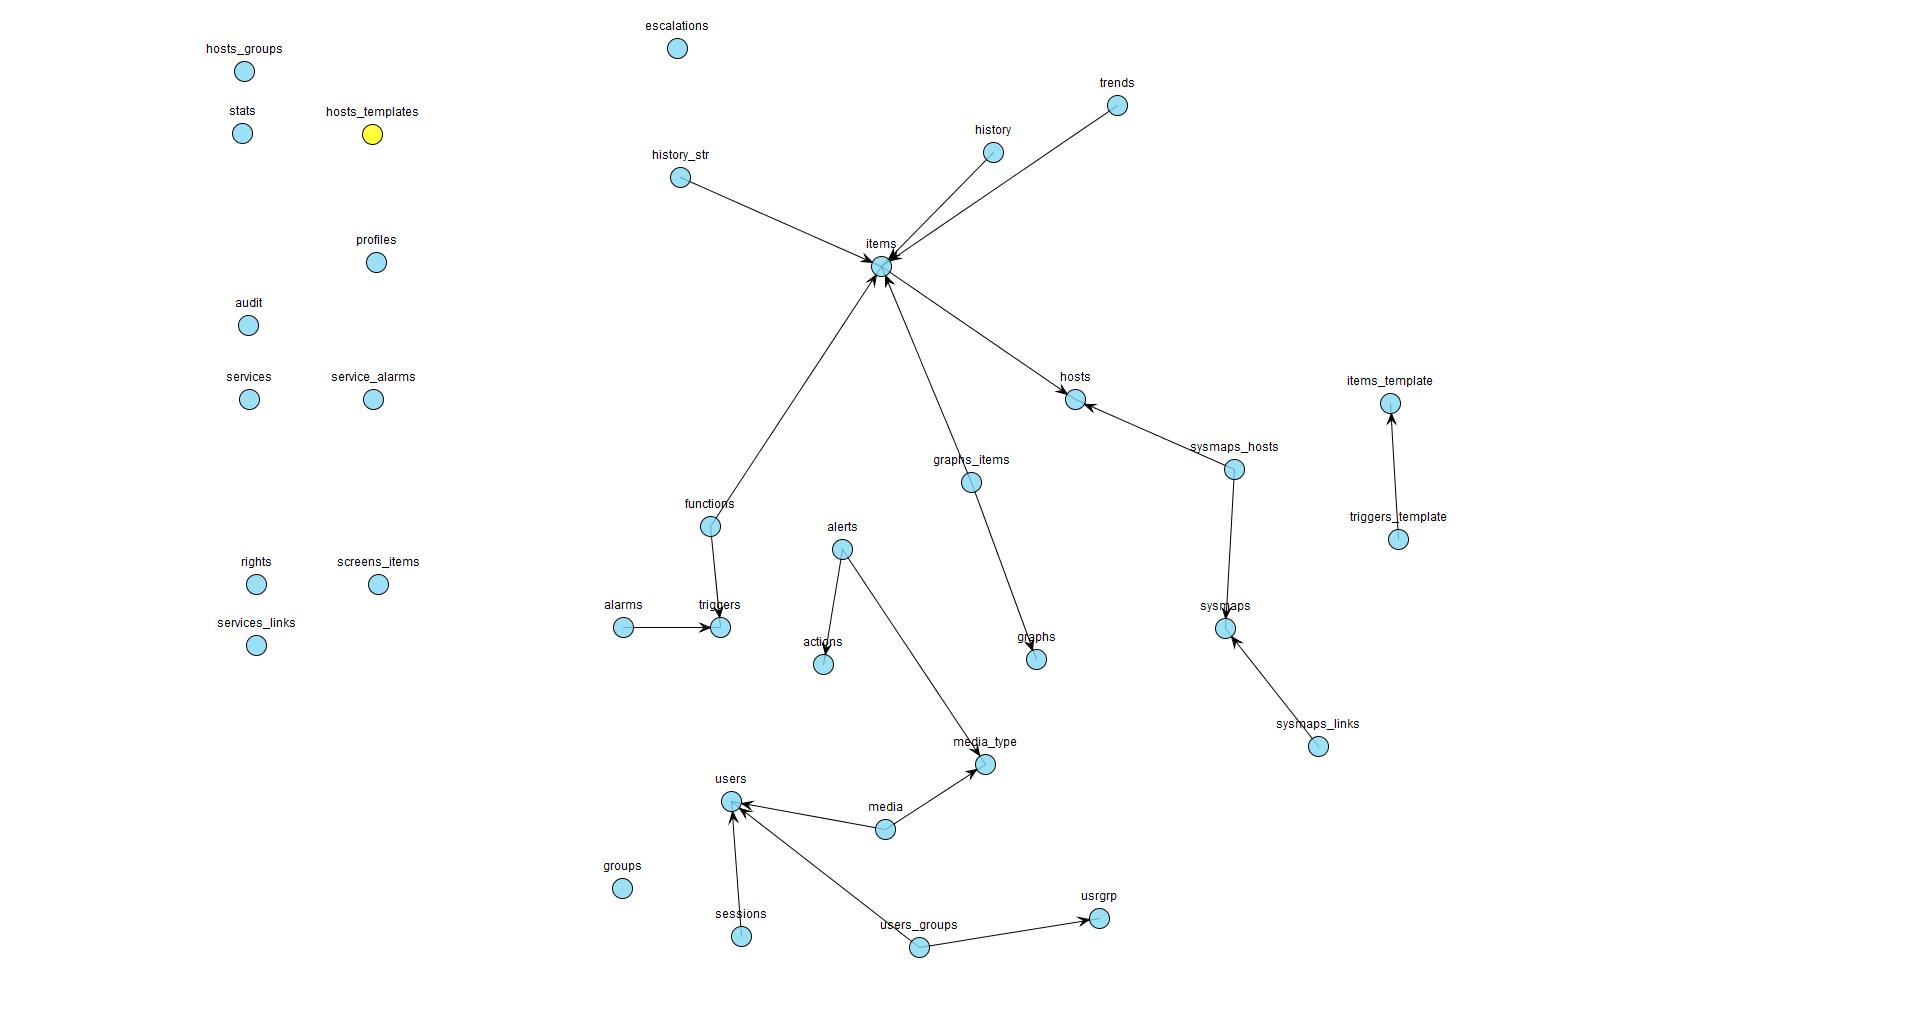 escalations
hosts_groups
trends
stats
hosts_templates
history
history_str
profiles
items
audit
services
service_alarms
hosts
items_template
sysmaps_hosts
graphs_items
functions
triggers_template
alerts
rights
screens_items
alarms
triggers
sysmaps
services_links
actions
graphs
sysmaps_links
media_type
users
media
groups
usrgrp
sessions
users_groups